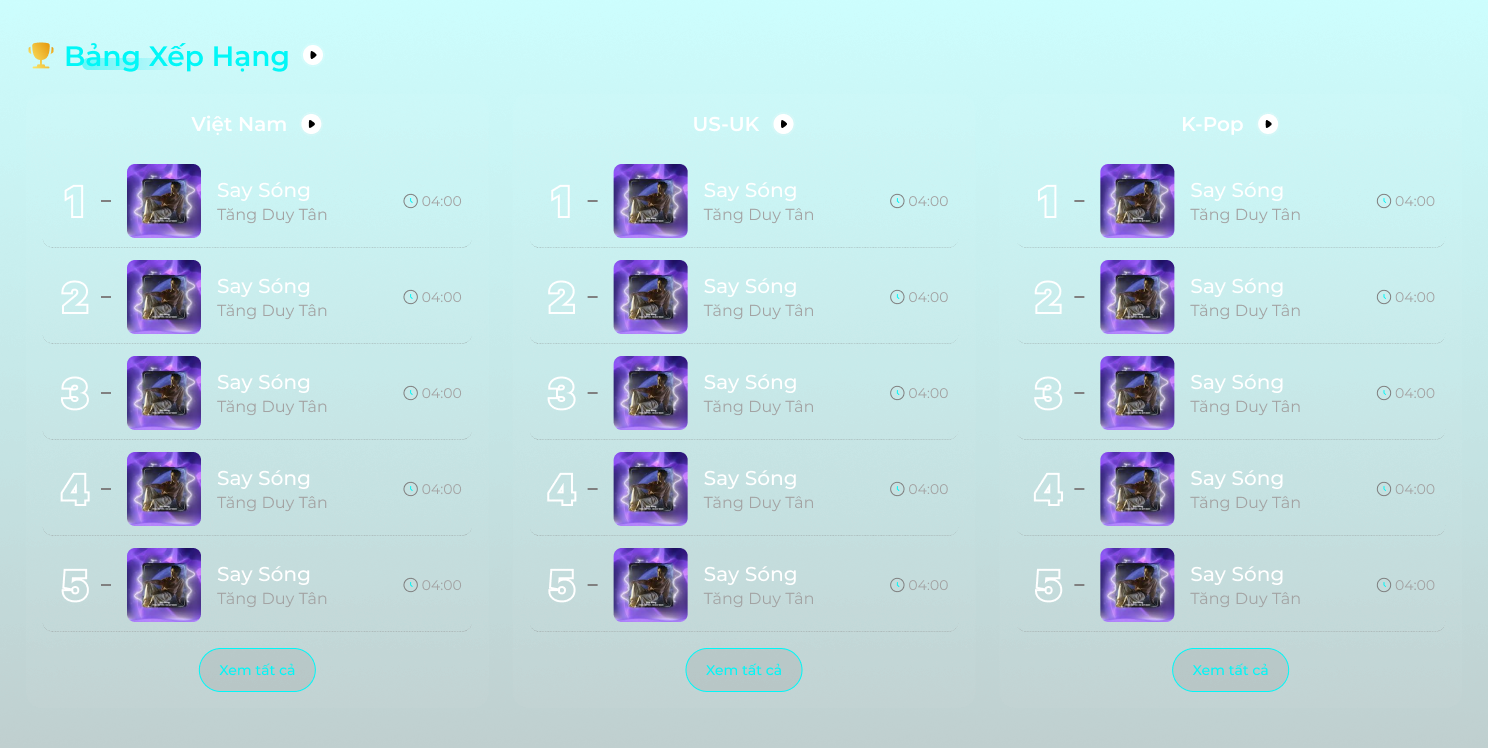 Bảng Xếp Hạng
Việt Nam
1 – Say Sóng
Tăng Duy Tân
04:00
2 – Say Sóng
Tăng Duy Tân
04:00
3 – Say Sóng
Tăng Duy Tân
04:00
4 – Say Sóng
Tăng Duy Tân
04:00
5 – Say Sóng
Tăng Duy Tân
04:00
Xem tất cả
US-UK
1 – Say Sóng
Tăng Duy Tân
04:00
2 – Say Sóng
Tăng Duy Tân
04:00
3 – Say Sóng
Tăng Duy Tân
04:00
4 – Say Sóng
Tăng Duy Tân
04:00
5 – Say Sóng
Tăng Duy Tân
04:00
Xem tất cả
K-Pop
1 – Say Sóng
Tăng Duy Tân
04:00
2 – Say Sóng
Tăng Duy Tân
04:00
3 – Say Sóng
Tăng Duy Tân
04:00
4 – Say Sóng
Tăng Duy Tân
04:00
5 – Say Sóng
Tăng Duy Tân
04:00
Xem tất cả